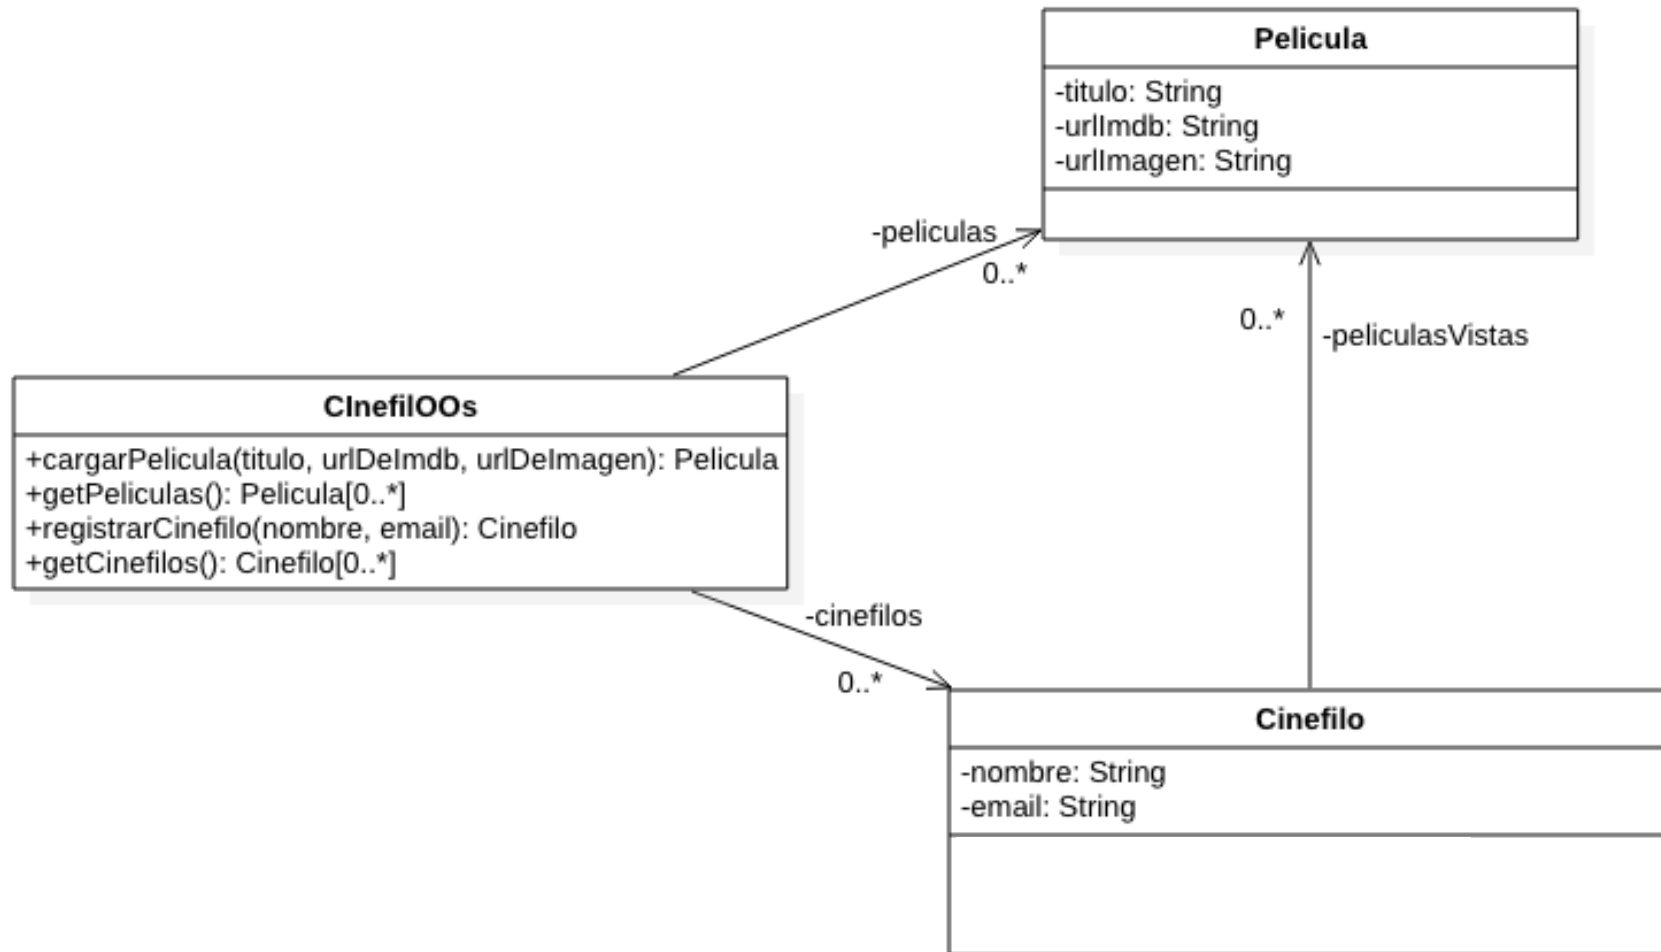 Pelicula
-titulo: String
-urlImdb: String
-urlImagen: String
-peliculas
0..*
0..*
-peliculasVistas
CInefilOOs
+cargarPelicula(titulo, urlDeImdb, urlDeImagen): Pelicula
+getPeliculas(): Pelicula[0..*]
+registrarCinefilo(nombre, email): Cinefilo
+getCinefilos(): Cinefilo[0..*]
-cinefilos
0..*
Cinefilo
-nombre: String
-email: String